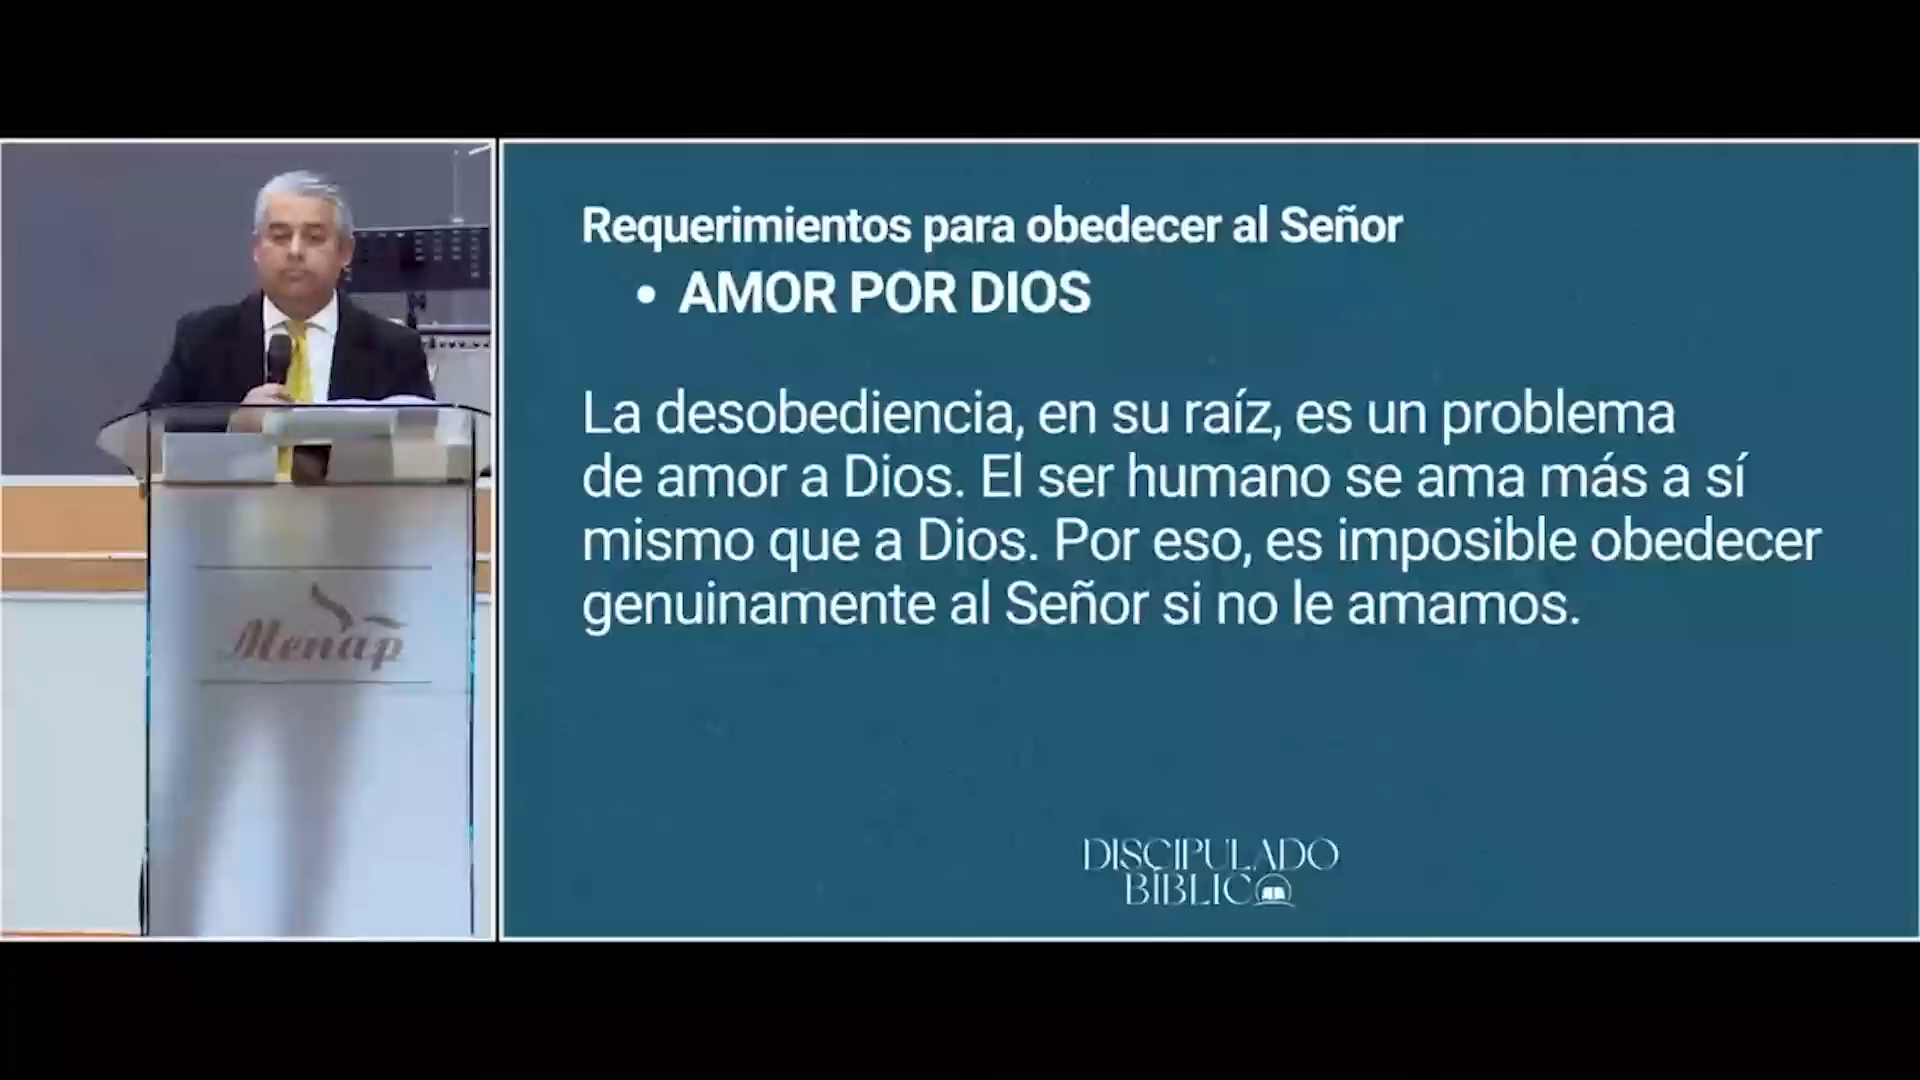 Requerimientos para obedecer al Señor
• AMOR POR DIOS
La desobediencia, en su raíz, es un problema
de amor a Dios. El ser humano se ama más a sí
mismo que a Dios. Por eso, es imposible obedecer
genuinamente al Señor si no le amamos.
Menap
DISCIPULADO
BÍBLICO